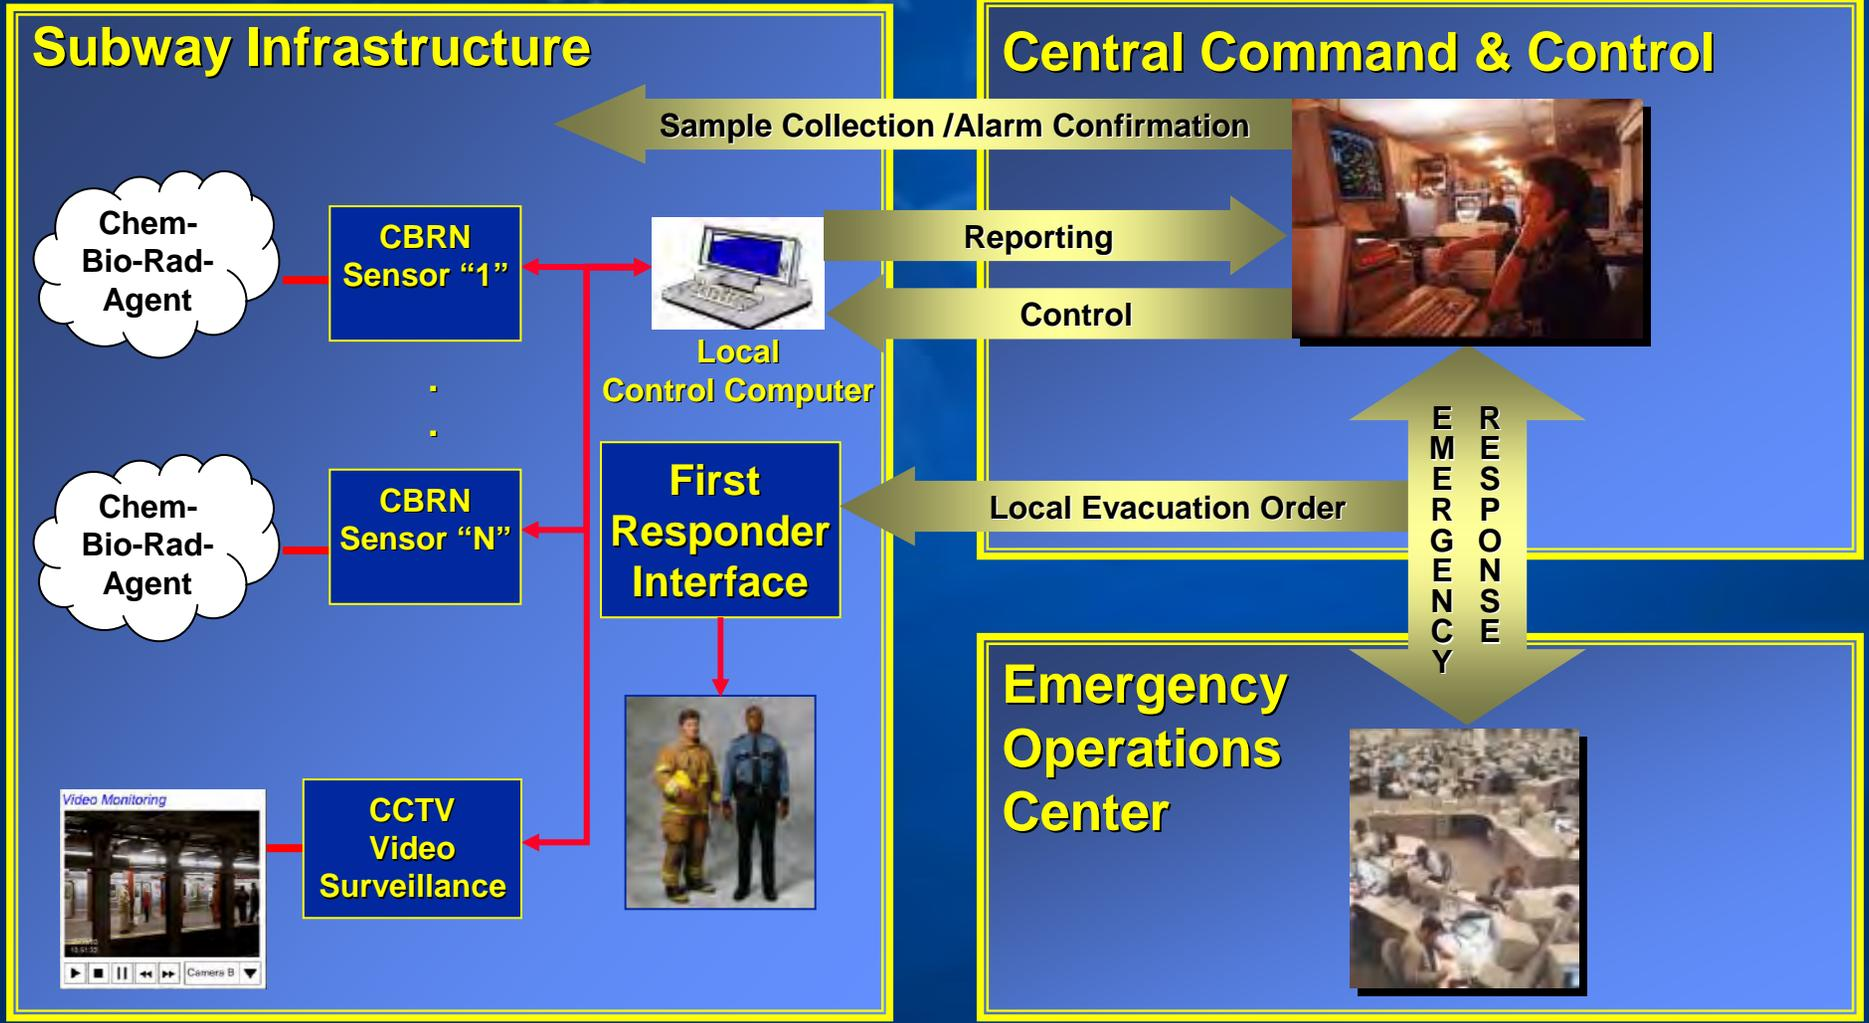 Subway Infrastructure
Central Command & Control
Sample Collection /Alarm Confirmation
Chem-
Bio-Rad-
Agent
CBRN
Sensor “1”
Reporting
Control
Local
Control Computer
.
.
Chem-
Bio-Rad-
Agent
CBRN
Sensor “N”
First
Responder
Interface
Local Evacuation Order
EMERGENCY
RESPONSE
Emergency
Operations
Center
Video Monitoring
Camera B
CCTV
Video
Surveillance